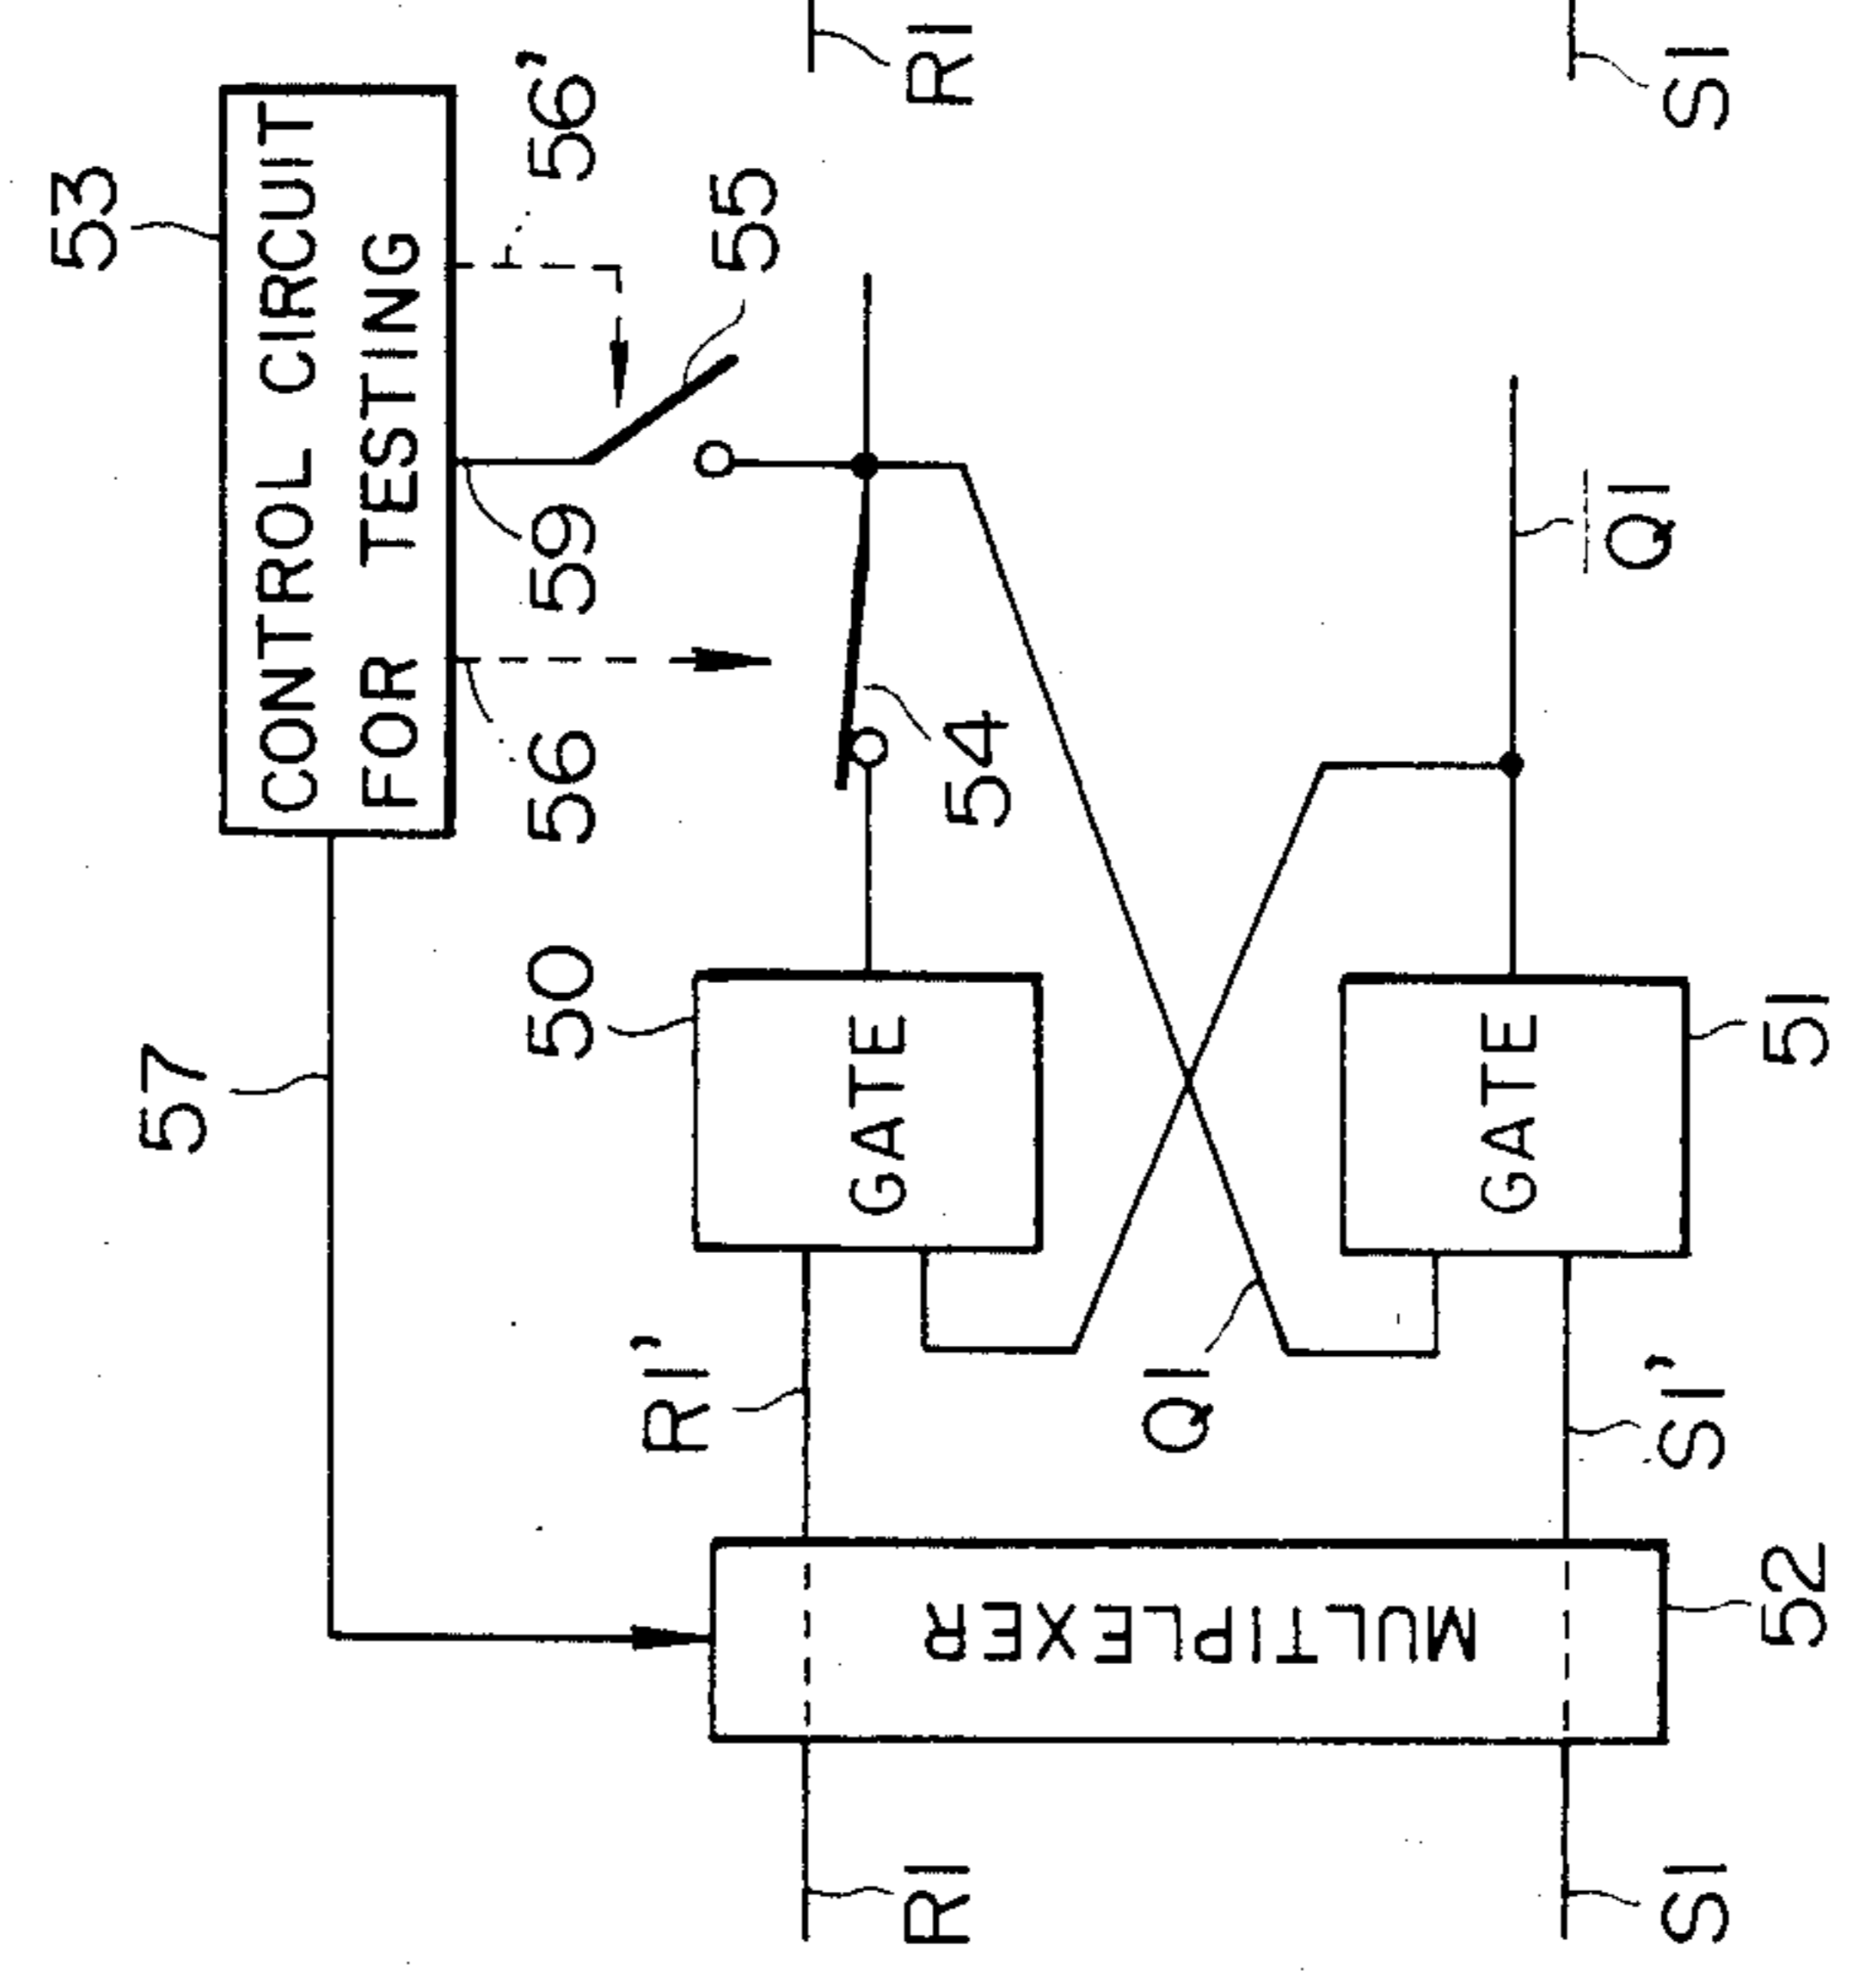 53
CONTROL CIRCUIT
FOR TESTING
57
56
59
56'
55
50
GATE
54
R1'
R1
Q1
GATE
51
Q̅1̅
S1'
S1
MULTIPLEXER
52
R1
S1